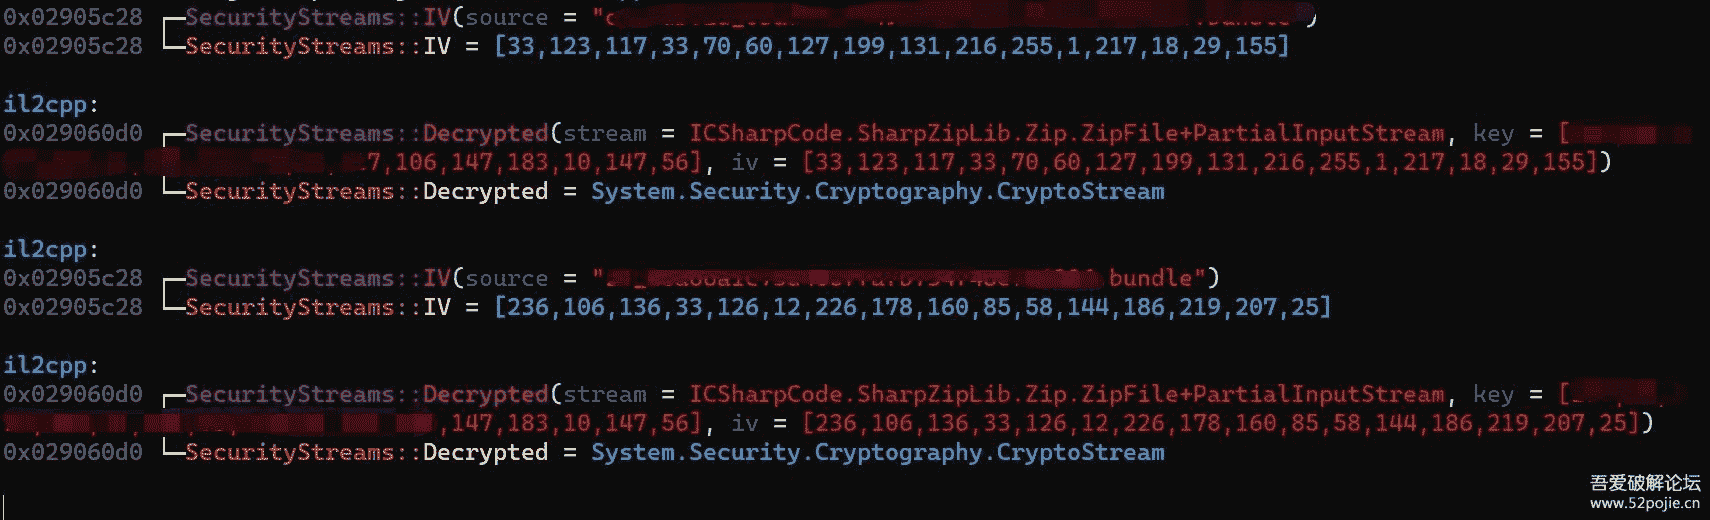 0x02905c28 ┌─SecurityStreams::IV(source = "
0x02905c28 └─SecurityStreams::IV = [33,123,117,33,70,60,127,199,131,216,255,1,217,18,29,155]
il2cpp:
0x029060d0 ┌─SecurityStreams::Decrypted(stream = ICSharpCode.SharpZipLib.Zip.ZipFile+PartialInputStream, key = [
7,106,147,183,10,147,56], iv = [33,123,117,33,70,60,127,199,131,216,255,1,217,18,29,155])
0x029060d0 └─SecurityStreams::Decrypted = System.Security.Cryptography.CryptoStream
il2cpp:
0x02905c28 ┌─SecurityStreams::IV(source = " .bundle")
0x02905c28 └─SecurityStreams::IV = [236,106,136,33,126,12,226,178,160,85,58,144,186,219,207,25]
il2cpp:
0x029060d0 ┌─SecurityStreams::Decrypted(stream = ICSharpCode.SharpZipLib.Zip.ZipFile+PartialInputStream, key = [
,147,183,10,147,56], iv = [236,106,136,33,126,12,226,178,160,85,58,144,186,219,207,25])
0x029060d0 └─SecurityStreams::Decrypted = System.Security.Cryptography.CryptoStream
吾爱破解论坛
www.52pojie.cn